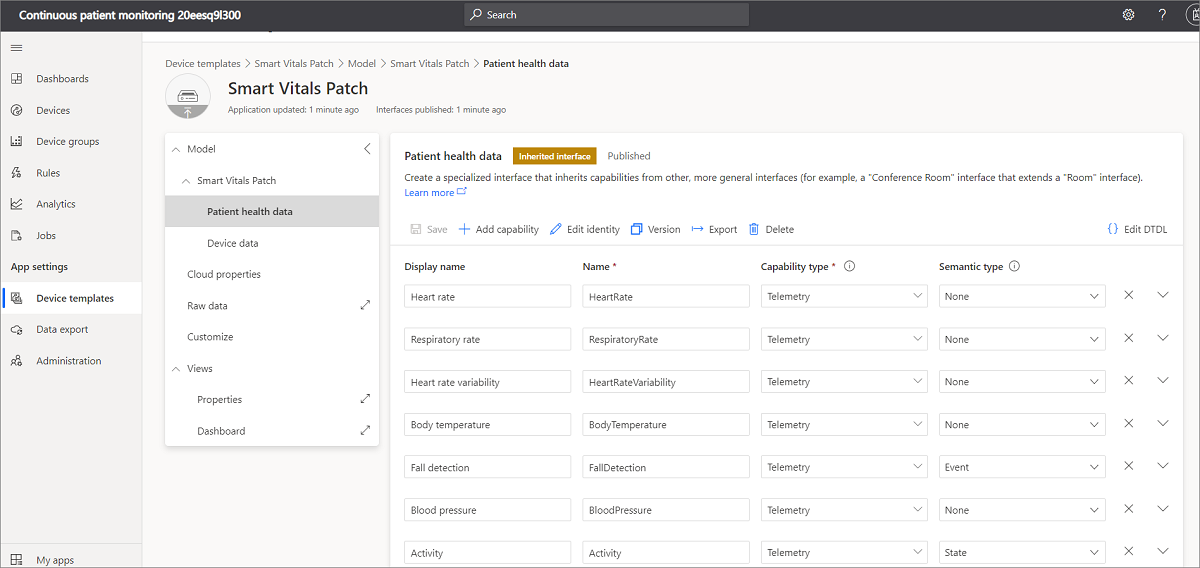 Continuous patient monitoring 20eesq9l300
Search
?
Dashboards
Devices
Device groups
Rules
Analytics
Jobs
App settings
Device templates
Data export
Administration
My apps
Device templates > Smart Vitals Patch > Model > Smart Vitals Patch > Patient health data
Smart Vitals Patch
Application updated: 1 minute ago Interfaces published: 1 minute ago
Model
Smart Vitals Patch
Patient health data
Device data
Cloud properties
Raw data
Customize
Views
Properties
Dashboard
Patient health data Inherited interface Published
Create a specialized interface that inherits capabilities from other, more general interfaces (for example, a "Conference Room" interface that extends a "Room" interface).
Learn more
Save Add capability Edit identity Version Export Delete {} Edit DTDL
Display name Name * Capability type * Semantic type
Heart rate HeartRate Telemetry None
Respiratory rate RespiratoryRate Telemetry None
Heart rate variability HeartRateVariability Telemetry None
Body temperature BodyTemperature Telemetry None
Fall detection FallDetection Telemetry Event
Blood pressure BloodPressure Telemetry None
Activity Activity Telemetry State